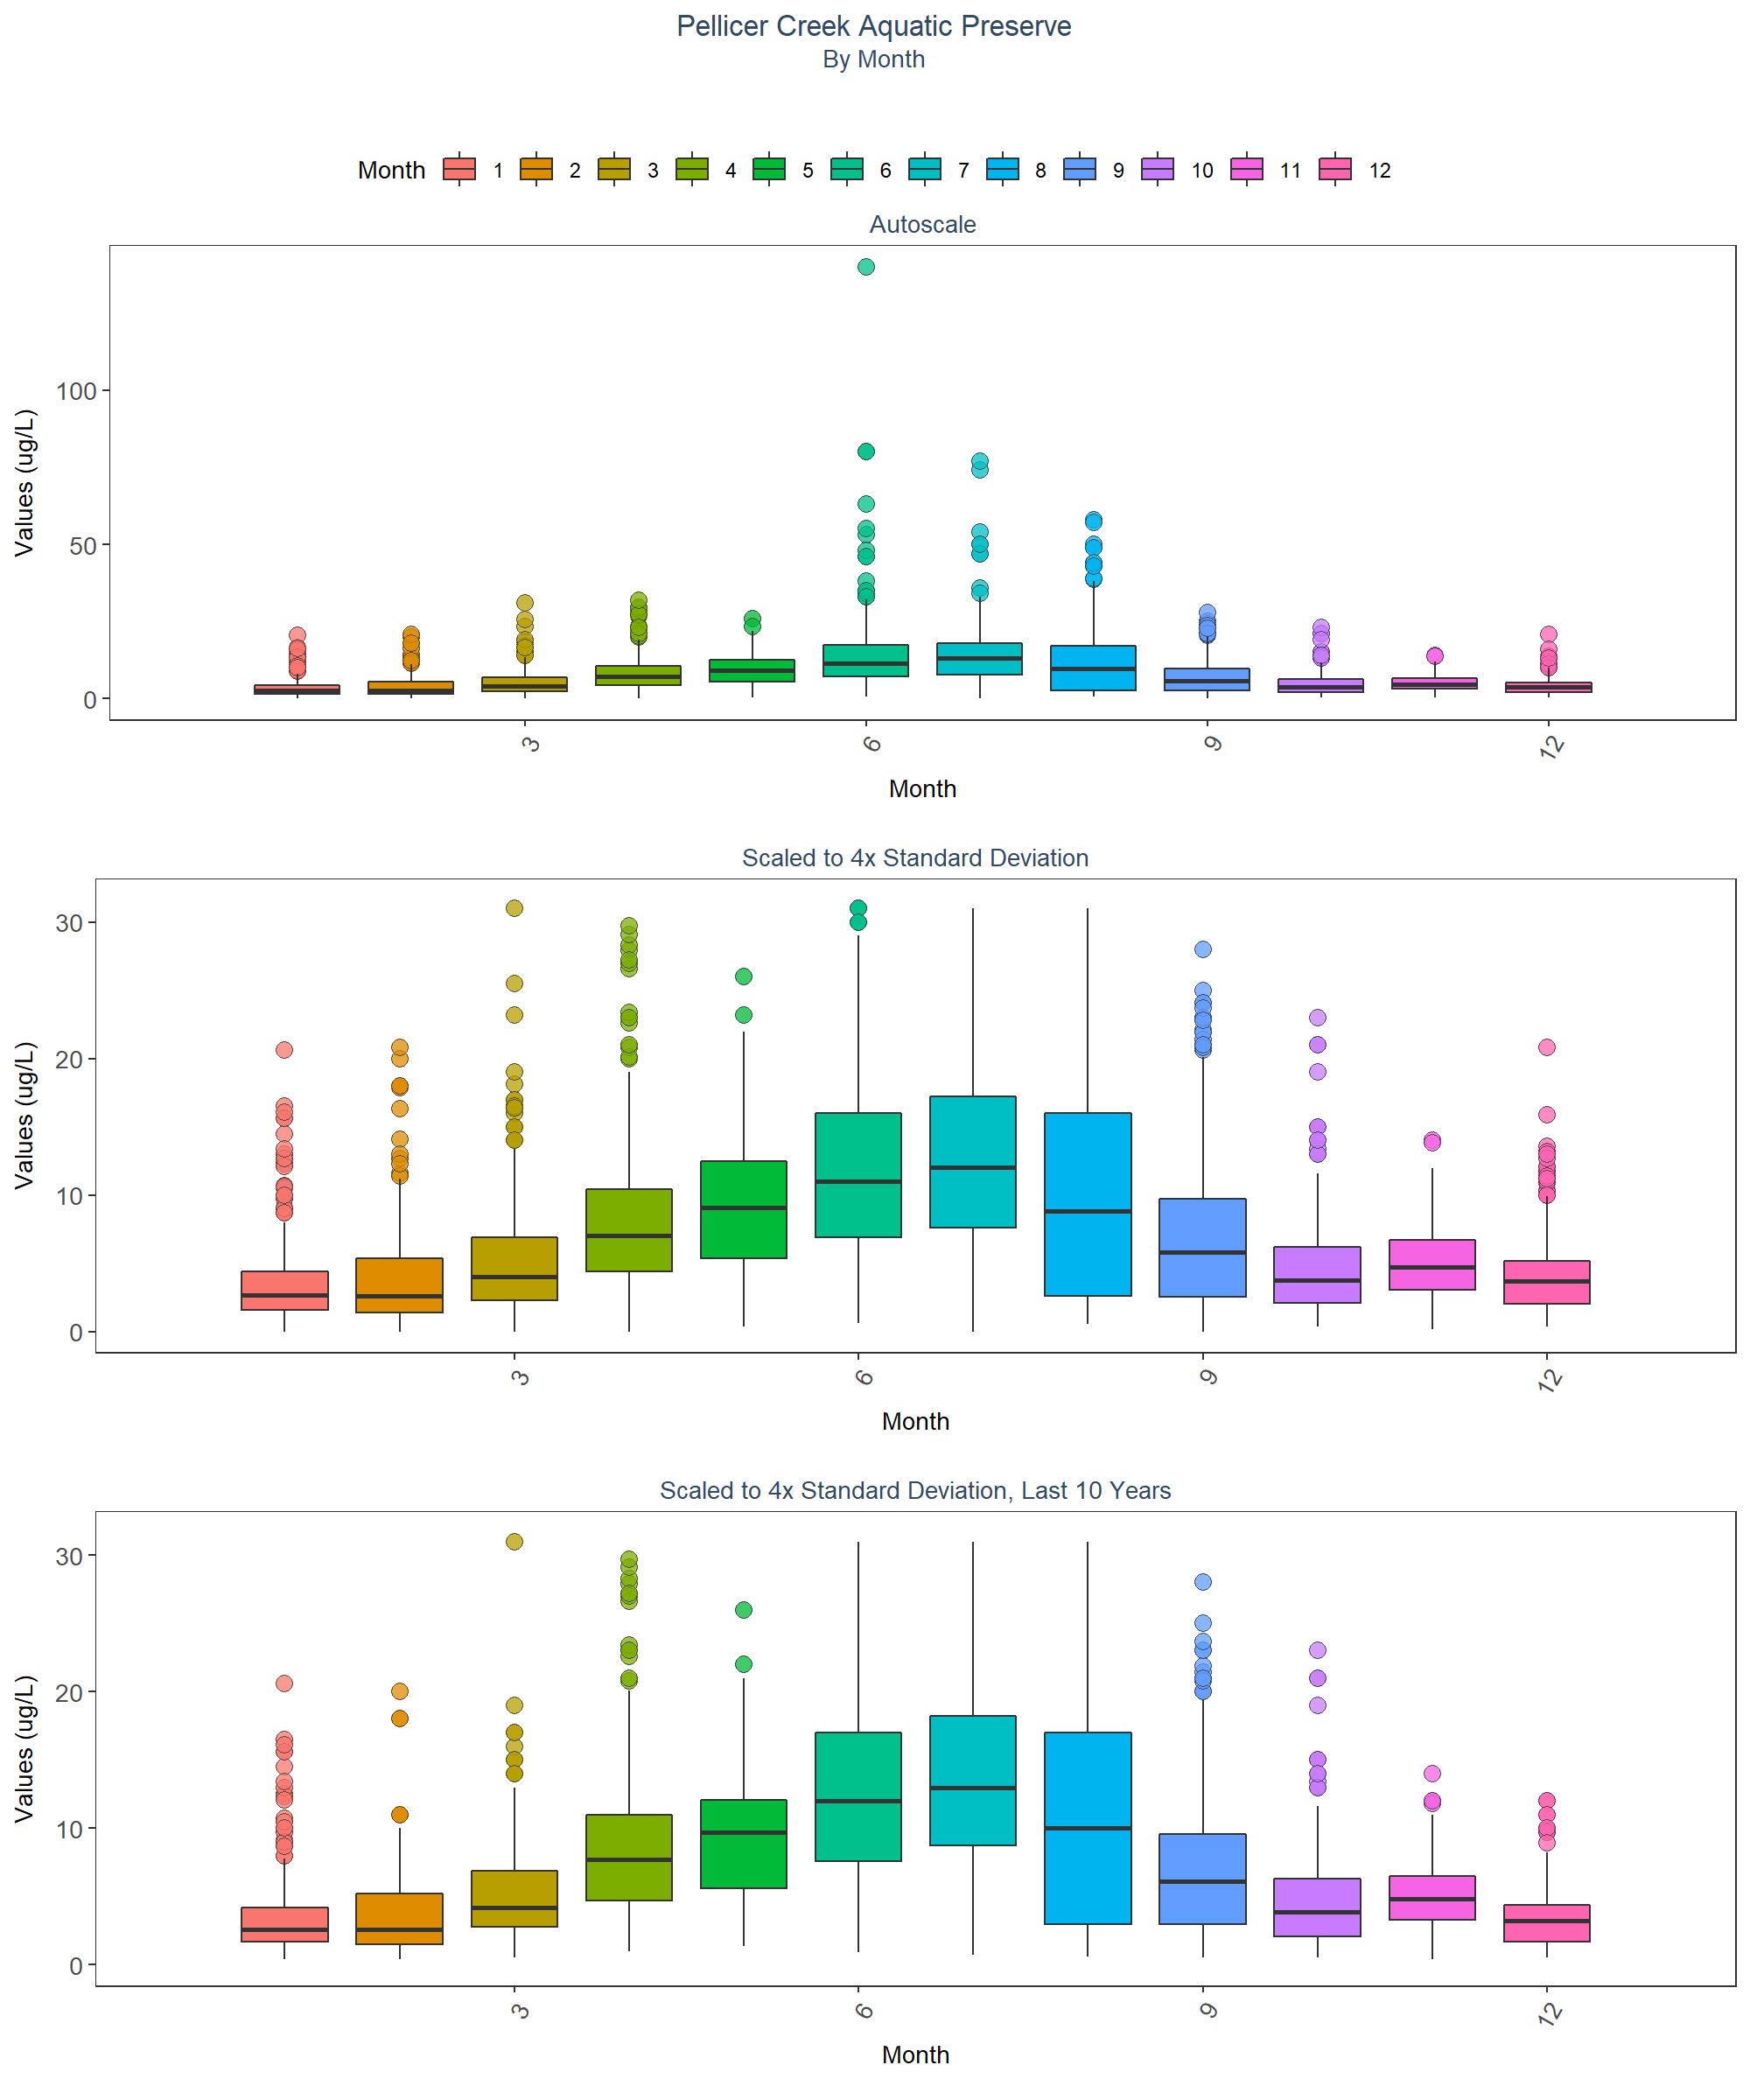 Pellicer Creek Aquatic Preserve
By Month
Month 1 2 3 4 5 6 7 8 9 10 11 12
Autoscale
Values (ug/L)
100
50
0
3 6 9 12
Month
Scaled to 4x Standard Deviation
Values (ug/L)
30
20
10
0
3 6 9 12
Month
Scaled to 4x Standard Deviation, Last 10 Years
Values (ug/L)
30
20
10
0
3 6 9 12
Month